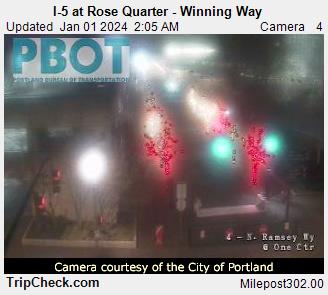 I-5 at Rose Quarter - Winning Way
Updated Jan 01 2024 2:05 AM Camera 4
PBOT
PORTLAND BUREAU OF TRANSPORTATION
4 - N. Ramsey Wy
@ One Ctr
Camera courtesy of the City of Portland
TripCheck.com Milepost302.00